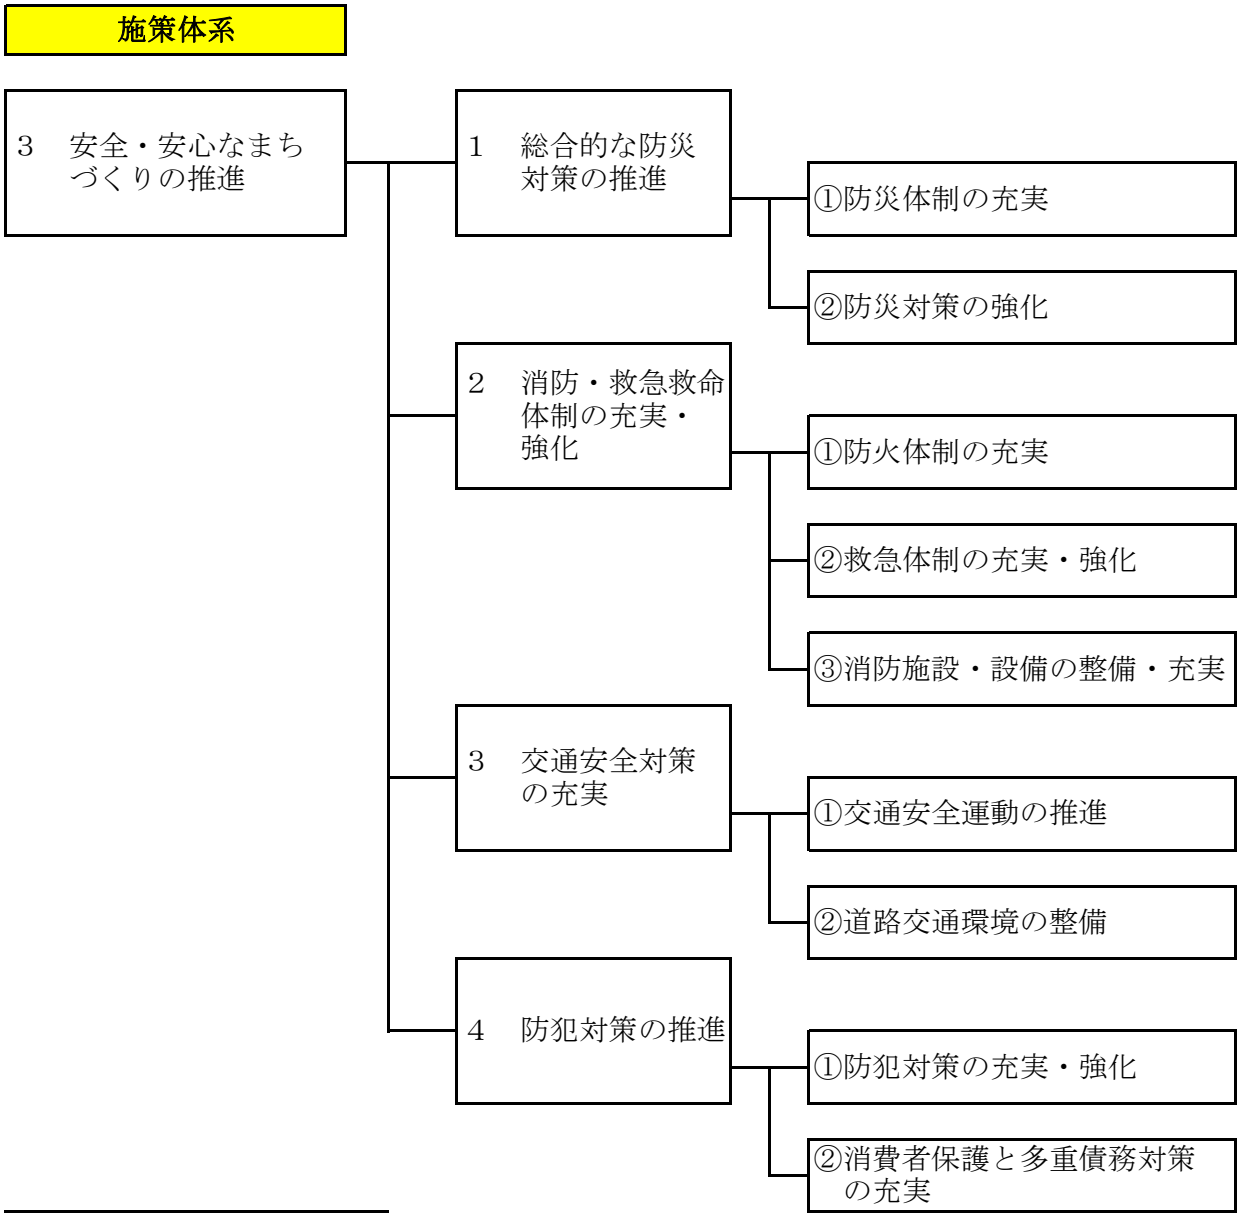 施策体系
３　安全・安心なまち
づくりの推進
１　総合的な防災
対策の推進
①防災体制の充実
②防災対策の強化
２　消防・救急救命
体制の充実・
強化
①防火体制の充実
②救急体制の充実・強化
③消防施設・設備の整備・充実
３　交通安全対策
の充実
①交通安全運動の推進
②道路交通環境の整備
４　防犯対策の推進
①防犯対策の充実・強化
②消費者保護と多重債務対策
の充実